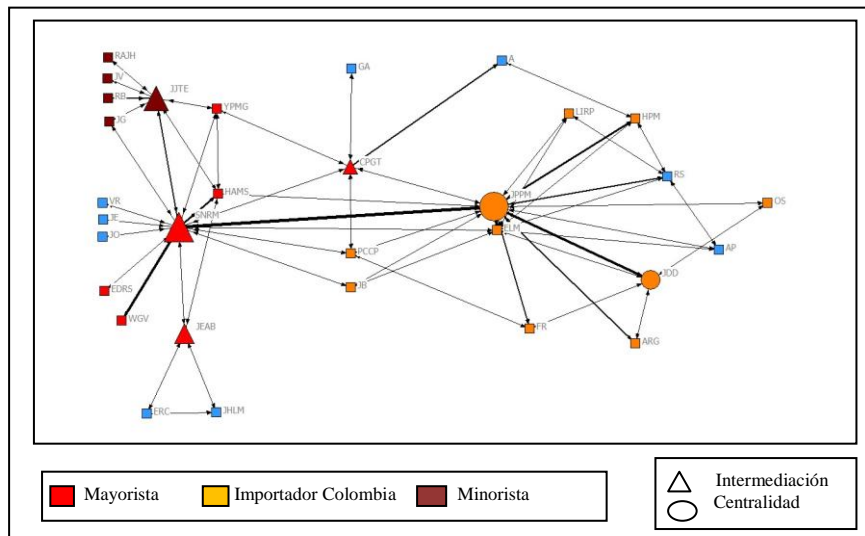 RAJH
GA
A
JV
JJTE
RB
YPMG
LIRP
HPM
JG
CPGT
RS
HAMS
JPPM
VR
OS
SNRM
JE
ELM
JO
PCCP
AP
JDD
EDRS
JB
WGV
JEAB
FR
ARG
ERC
JHLM
Mayorista
Importador Colombia
Minorista
Intermediación
Centralidad